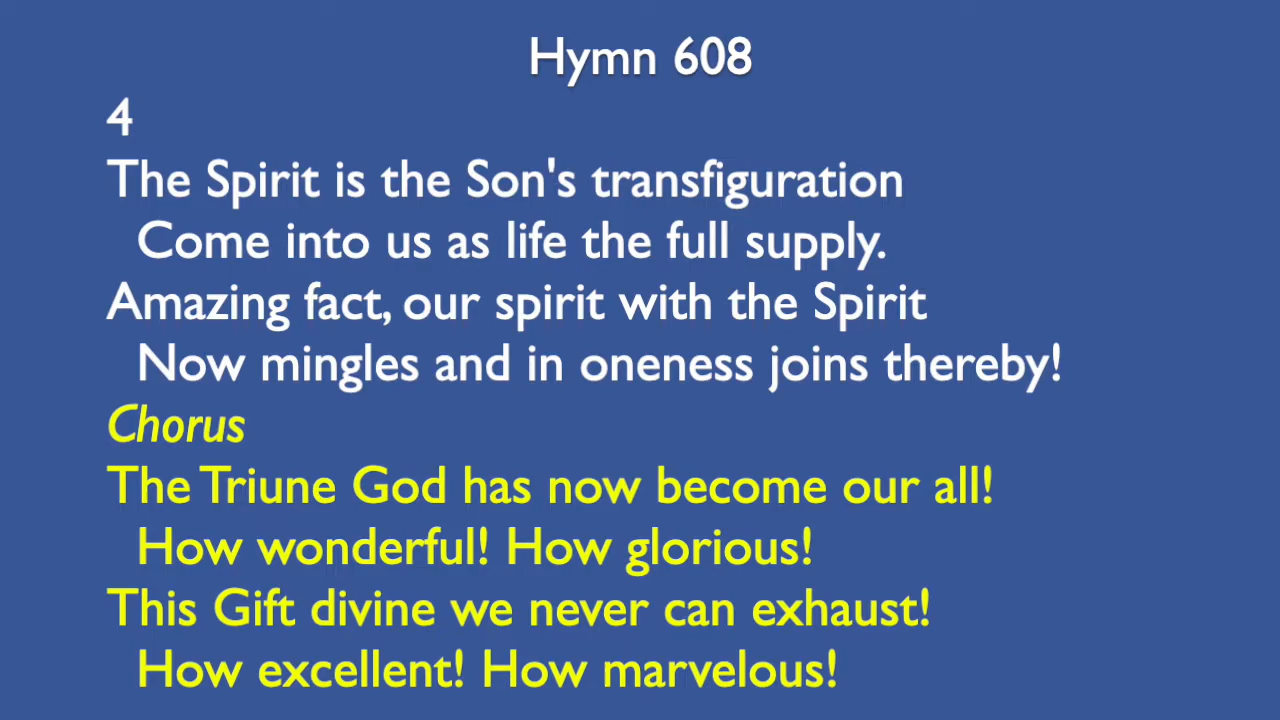 Hymn 608
4
The Spirit is the Son's transfiguration
Come into us as life the full supply.
Amazing fact, our spirit with the Spirit
Now mingles and in oneness joins thereby!
Chorus
The Triune God has now become our all!
How wonderful! How glorious!
This Gift divine we never can exhaust!
How excellent! How marvelous!